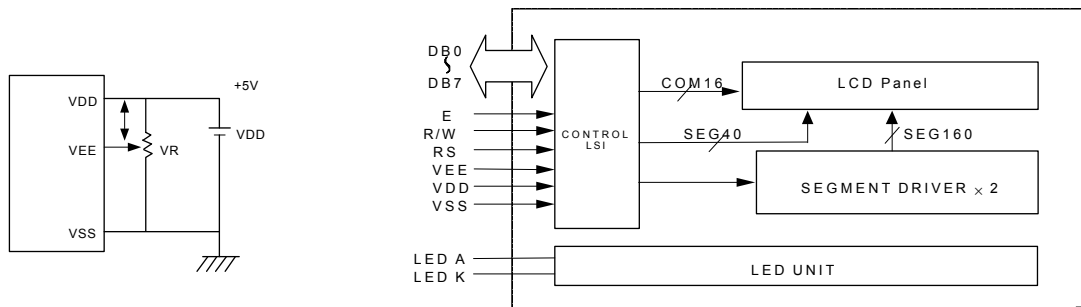 VDD
VEE
VSS
VR
+5V
VDD
DB0
DB7
E
R/W
RS
VEE
VDD
VSS
LED A
LED K
CONTROL
LSI
COM16
SEG40
SEG160
LCD Panel
SEGMENT DRIVER × 2
LED UNIT